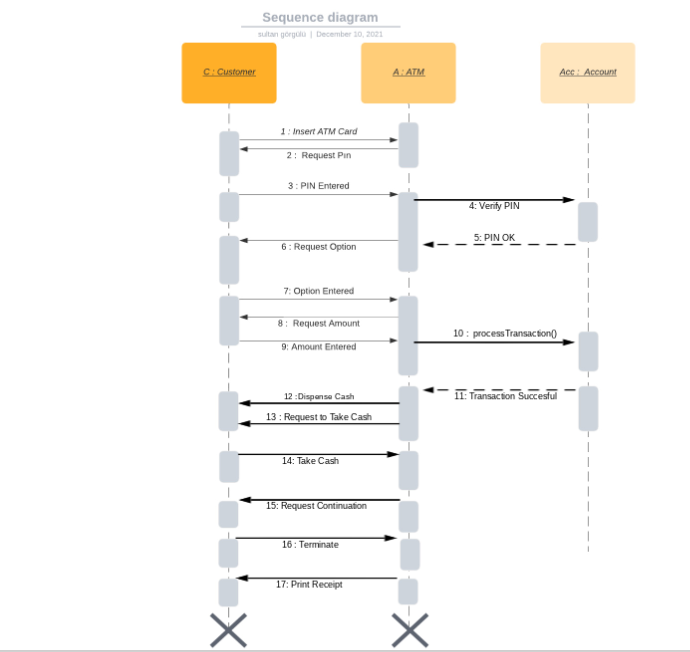 Sequence diagram
sultan görgülü | December 10, 2021
C : Customer
A : ATM
Acc : Account
1 : Insert ATM Card
2 : Request Pın
3 : PIN Entered
4: Verify PIN
5: PIN OK
6 : Request Option
7: Option Entered
8 : Request Amount
9: Amount Entered
10 : processTransaction()
11: Transaction Succesful
12 :Dispense Cash
13 : Request to Take Cash
14: Take Cash
15: Request Continuation
16 : Terminate
17: Print Receipt